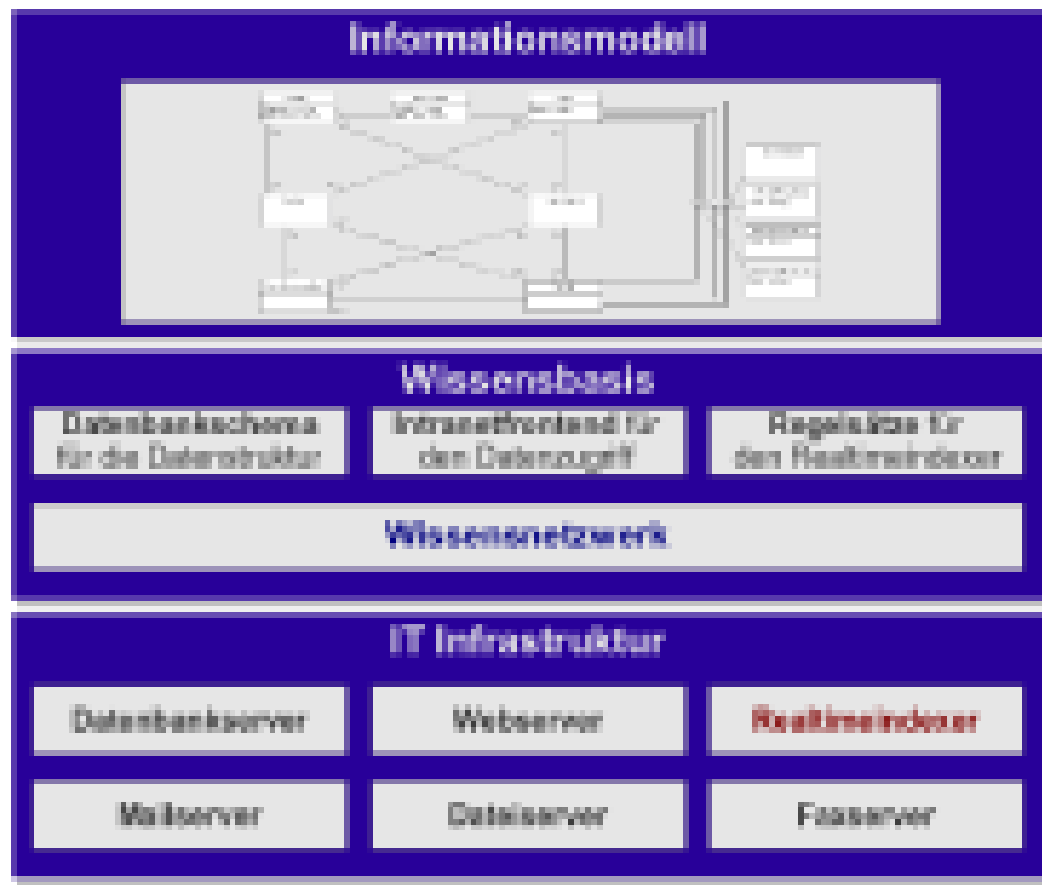 Informationsmodell
Wissensbasis
Datenbankschema
für die Datenstruktur
Intranetfrontend für
den Datenzugriff
Regelsätze für
den Realtimeindexer
Wissensnetzwerk
IT Infrastruktur
Datenbankserver
Webserver
Realtimeindexer
Mailserver
Dateiserver
Faxserver